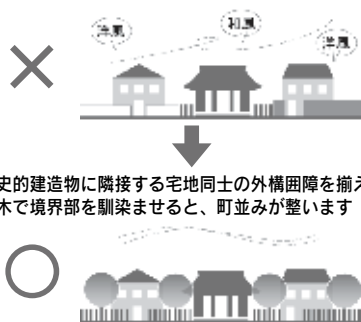 洋風
和風
洋風
史的建造物に隣接する宅地同士の外構囲障を揃え
木で境界部を馴染ませると、町並みが整います